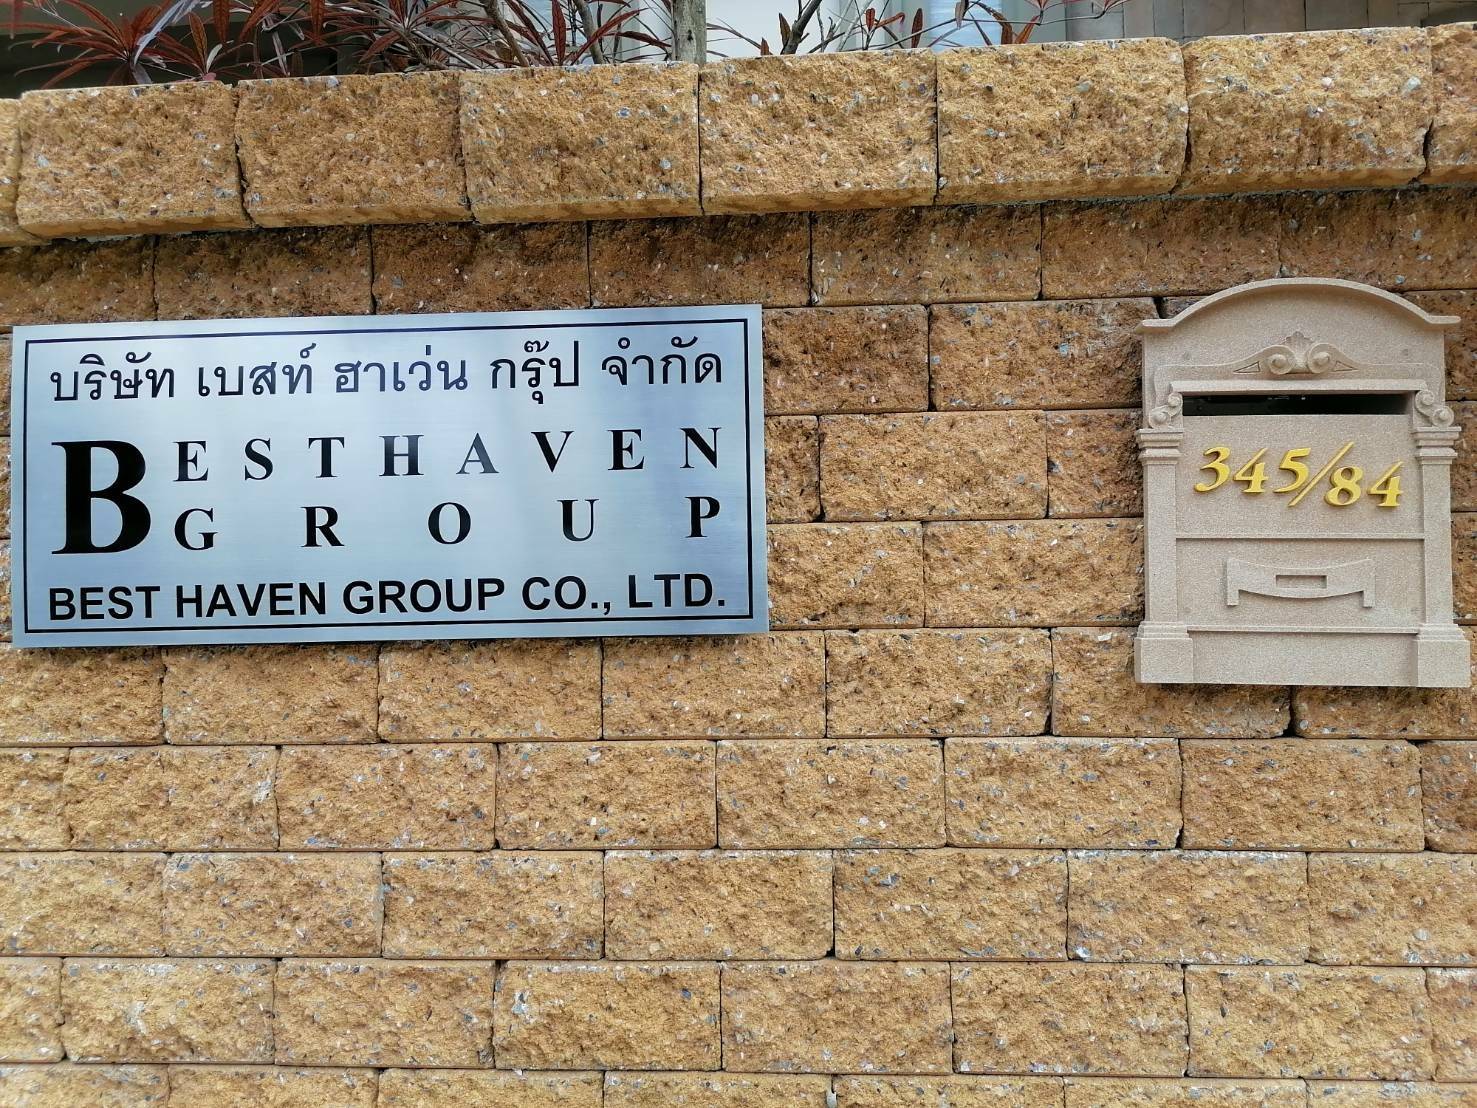 บริษัท เบสท์ ฮาเว่น กรุ๊ป จำกัด
BESTHAVEN
GROUP
BEST HAVEN GROUP CO., LTD.
345/84